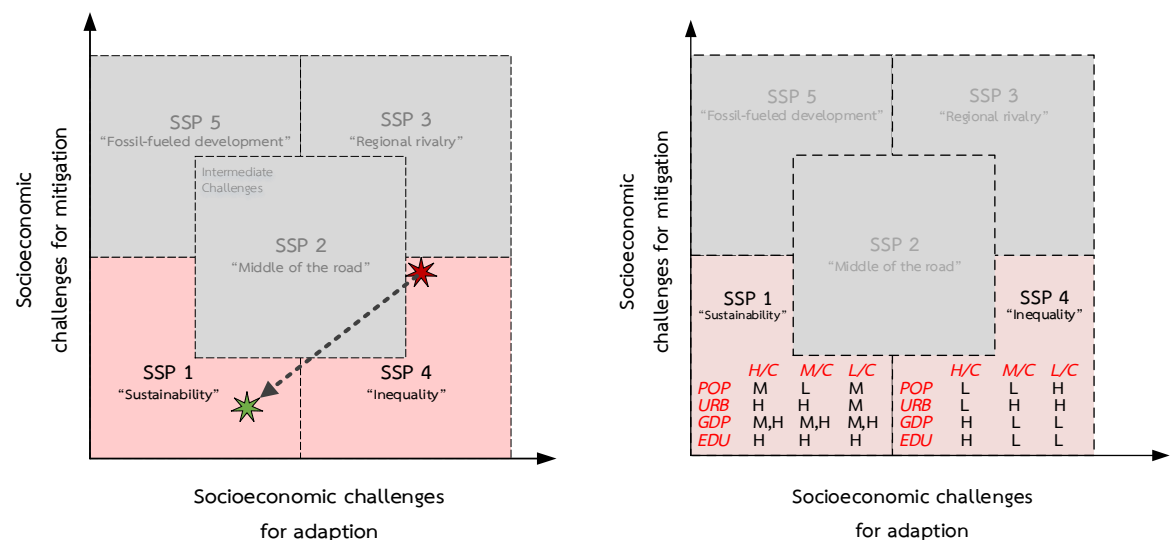 SSP 5
"Fossil-fueled development"
SSP 3
"Regional rivalry"
Intermediate
Challenges
SSP 2
"Middle of the road"
SSP 1
"Sustainability"
SSP 4
"Inequality"
Socioeconomic
challenges for mitigation
Socioeconomic challenges
for adaption
SSP 5
"Fossil-fueled development"
SSP 3
"Regional rivalry"
SSP 2
"Middle of the road"
SSP 1
"Sustainability"
SSP 4
"Inequality"
H/C M/C L/C
POP M L M
URB H H M
GDP M,H M,H M,H
EDU H H H
H/C M/C L/C
POP L L H
URB L H H
GDP H L L
EDU H L L
Socioeconomic
challenges for mitigation
Socioeconomic challenges
for adaption